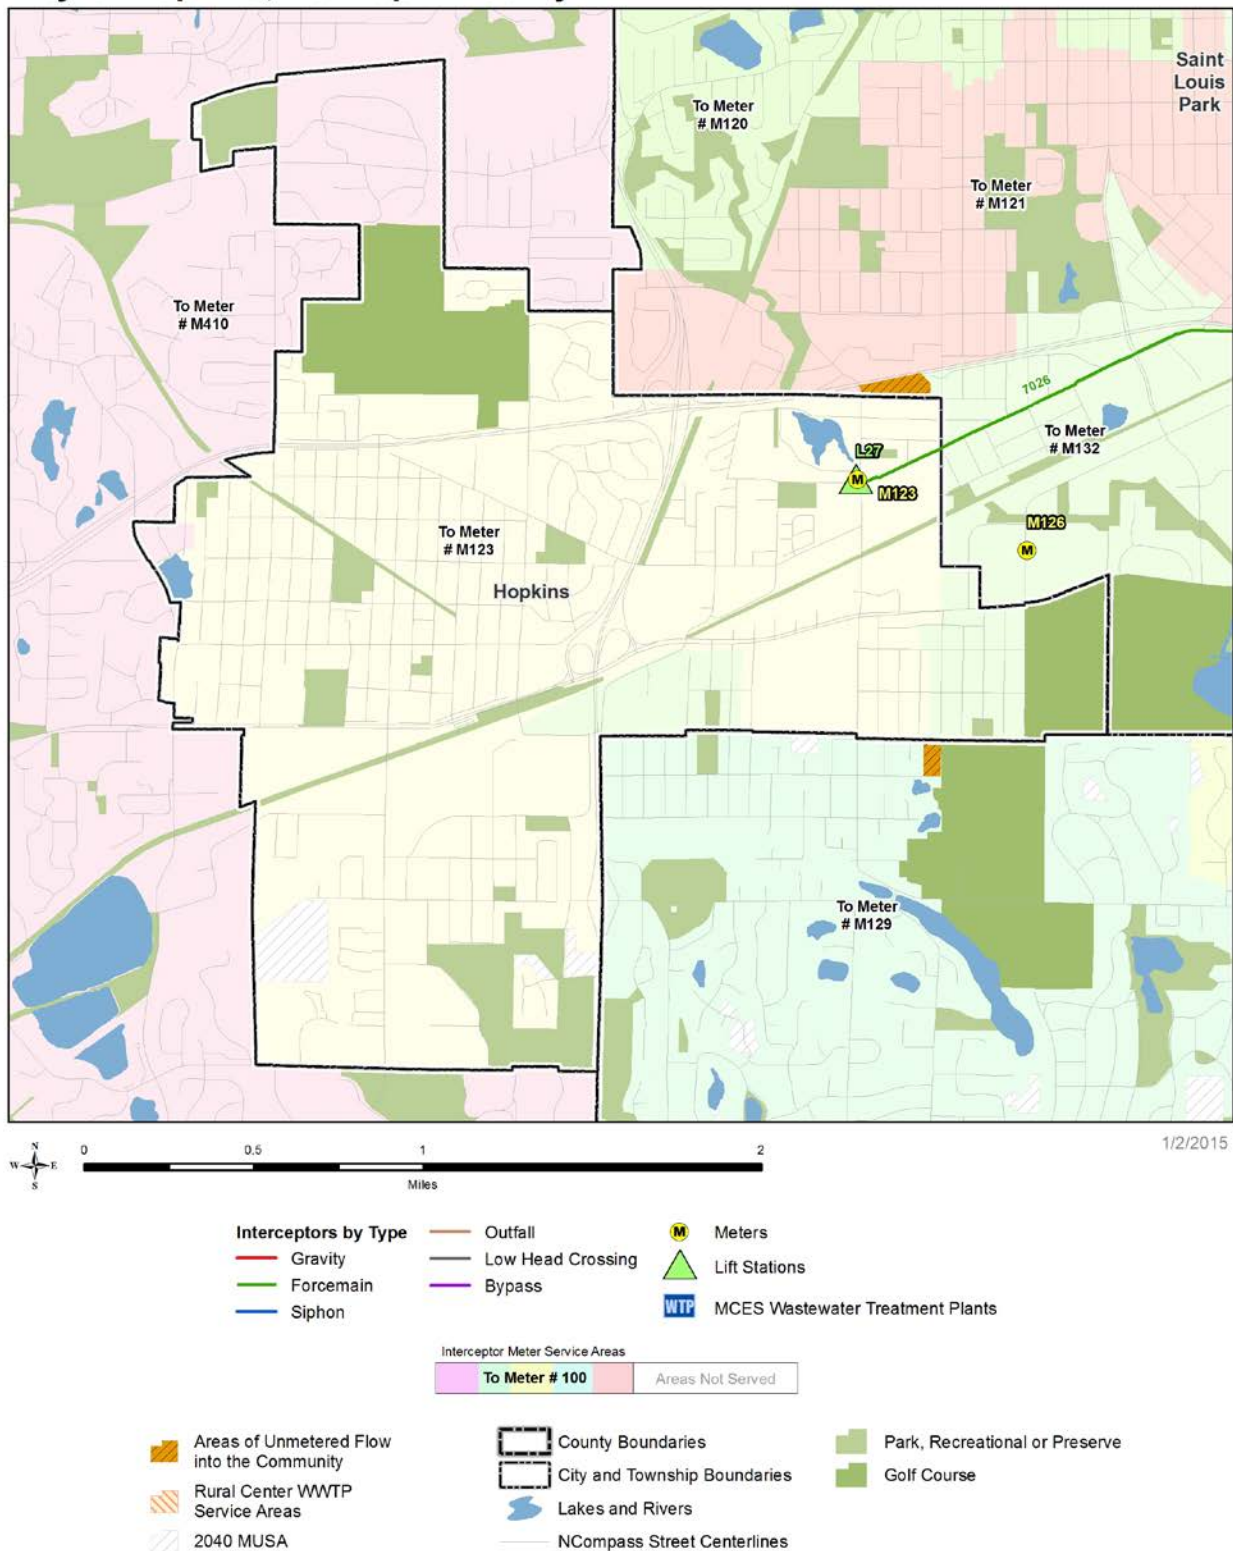 Saint
Louis
Park
To Meter
# M120
To Meter
# M121
To Meter
# M410
7026
To Meter
# M132
L27
M
M123
M126
M
To Meter
# M123
Hopkins
To Meter
# M129
1/2/2015
N
W E
S
0 0.5 1 2
Miles
Interceptors by Type
Gravity
Forcemain
Siphon
Outfall
Low Head Crossing
Bypass
M Meters
Lift Stations
WTP MCES Wastewater Treatment Plants
Interceptor Meter Service Areas
To Meter # 100 Areas Not Served
Areas of Unmetered Flow
into the Community
Rural Center WWTP
Service Areas
2040 MUSA
County Boundaries
City and Township Boundaries
Lakes and Rivers
NCompass Street Centerlines
Park, Recreational or Preserve
Golf Course